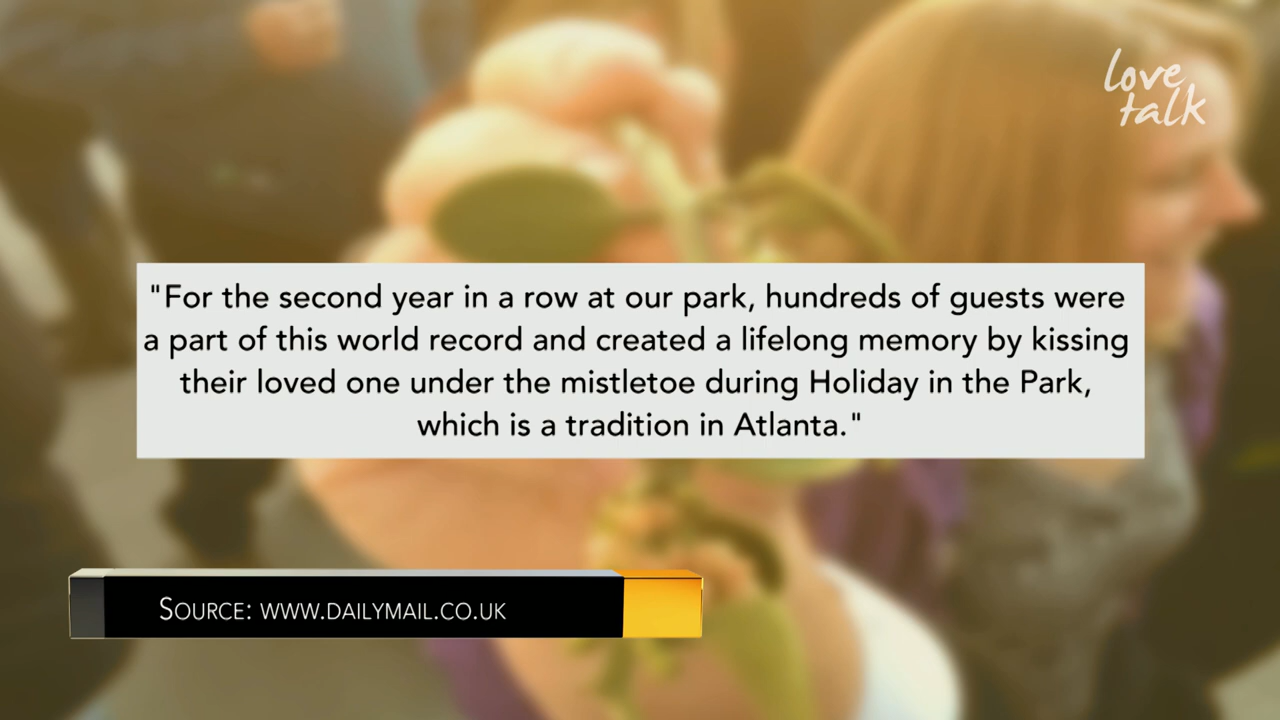 love
talk
"For the second year in a row at our park, hundreds of guests were
a part of this world record and created a lifelong memory by kissing
their loved one under the mistletoe during Holiday in the Park,
which is a tradition in Atlanta."
SOURCE: WWW.DAILYMAIL.CO.UK